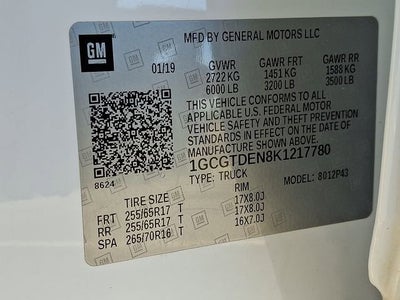 GM
MFD BY GENERAL MOTORS LLC
01/19 GVWR GAWR FRT GAWR RR
2722 KG 1451 KG 1588 KG
6000 LB 3200 LB 3500 LB
THIS VEHICLE CONFORMS TO ALL
APPLICABLE U.S. FEDERAL MOTOR
VEHICLE SAFETY AND THEFT PREVENTION
STANDARDS IN EFFECT ON THE DATE OF
MANUFACTURE SHOWN ABOVE.
8624 1GCGTDEN8K1217780
TYPE: TRUCK MODEL: 8012P43
TIRE SIZE RIM
FRT 255/65R17 T 17X8.0J
RR 255/65R17 T 17X8.0J
SPA 265/70R16 T 16X7.0J